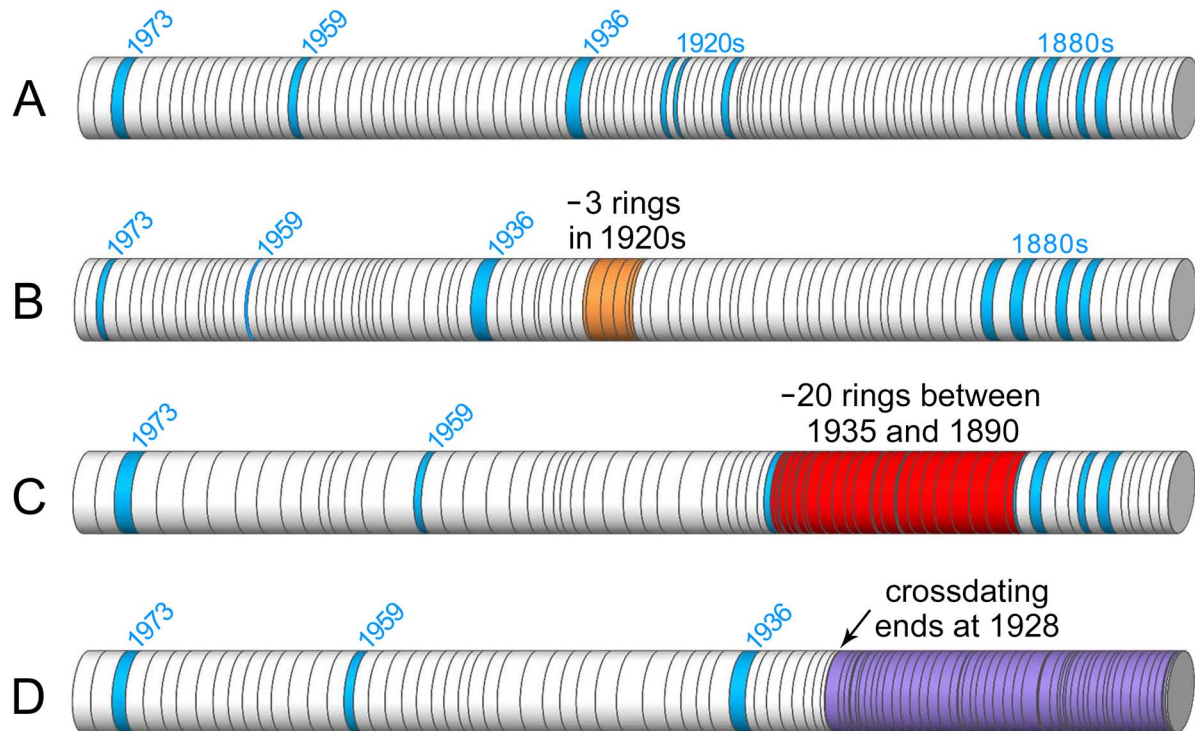 1973 1959 1936 1920s 1880s
A
−3 rings
in 1920s
1973 1959 1936 1880s
B
−20 rings between
1935 and 1890
1973 1959
C
crossdating
ends at 1928
1973 1959 1936
D